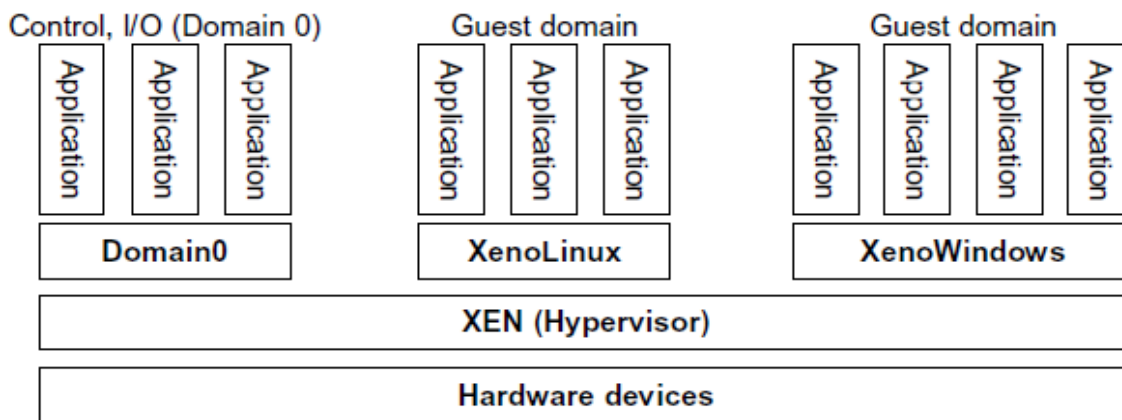 Control, I/O (Domain 0) Guest domain Guest domain
Application Application Application Application Application Application Application Application Application Application
Domain0 XenoLinux XenoWindows
XEN (Hypervisor)
Hardware devices